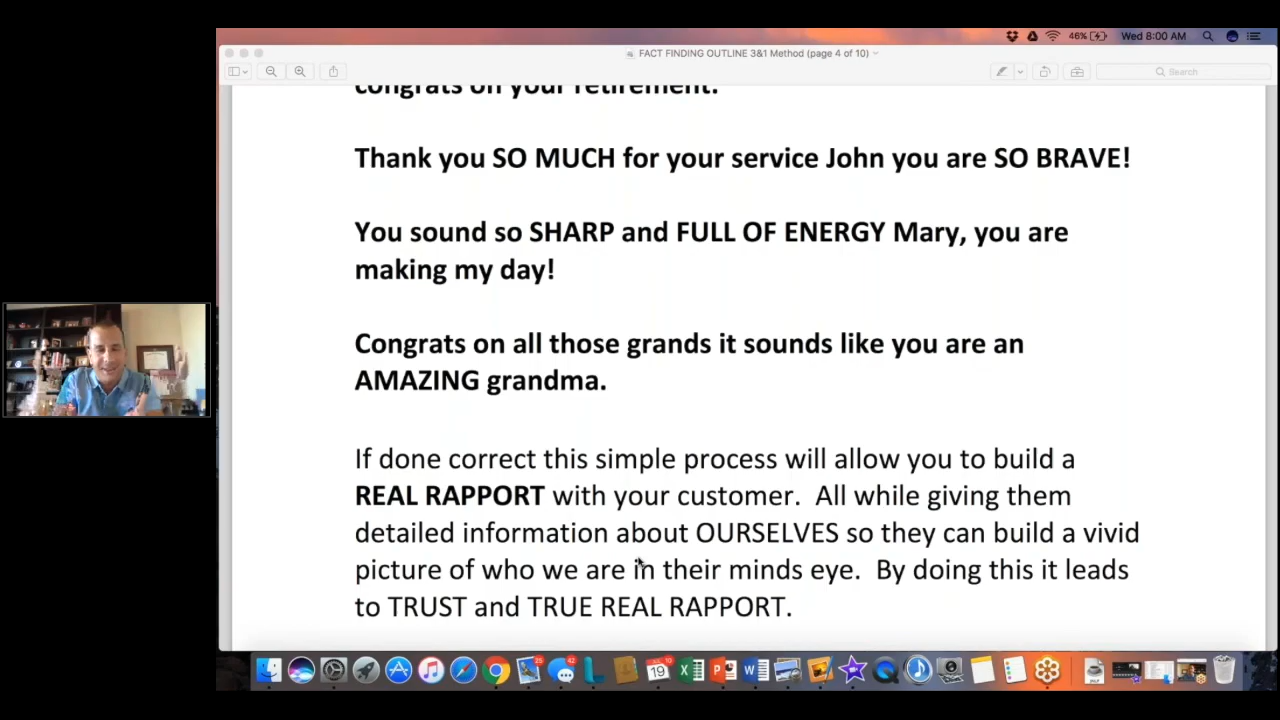 46%
Wed 8:00 AM
FACT FINDING OUTLINE 3&1 Method (page 4 of 10)
Search
congrats on your retirement.
Thank you SO MUCH for your service John you are SO BRAVE!
You sound so SHARP and FULL OF ENERGY Mary, you are
making my day!
Congrats on all those grands it sounds like you are an
AMAZING grandma.
If done correct this simple process will allow you to build a
REAL RAPPORT with your customer. All while giving them
detailed information about OURSELVES so they can build a vivid
picture of who we are in their minds eye. By doing this it leads
to TRUST and TRUE REAL RAPPORT.
19